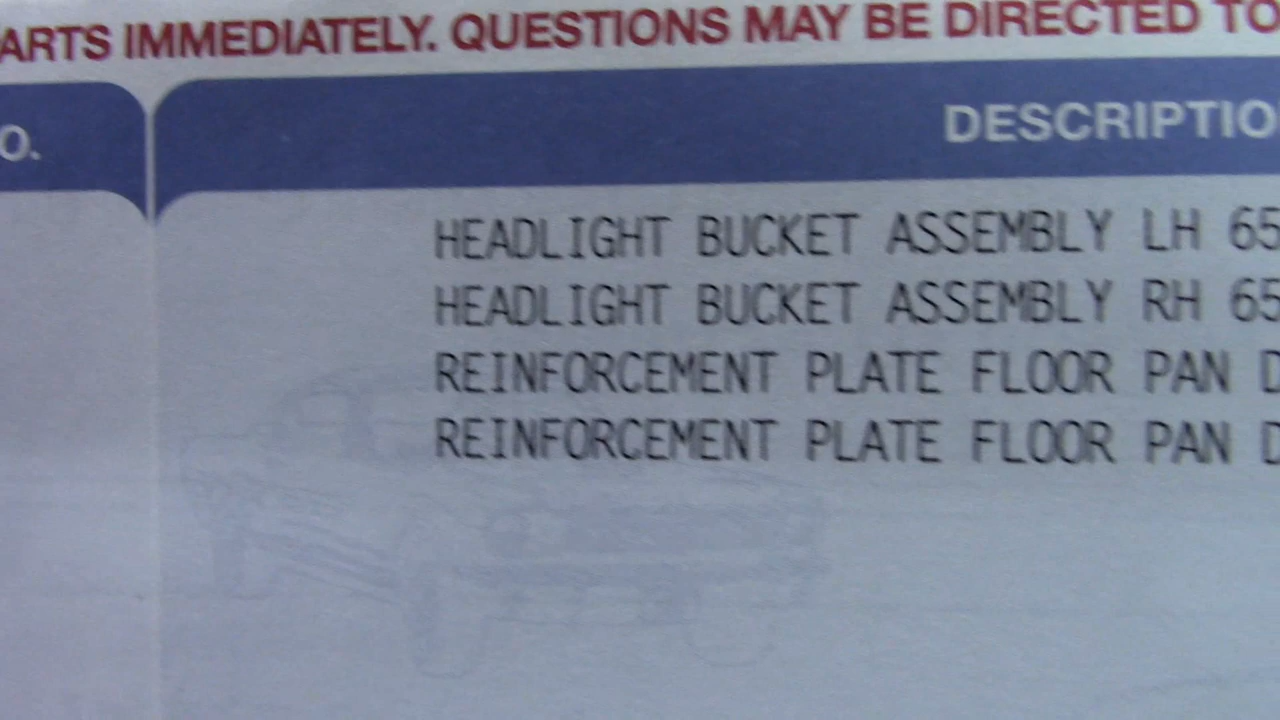 ARTS IMMEDIATELY. QUESTIONS MAY BE DIRECTED TO
O. DESCRIPTIO
HEADLIGHT BUCKET ASSEMBLY LH 65
HEADLIGHT BUCKET ASSEMBLY RH 65
REINFORCEMENT PLATE FLOOR PAN D
REINFORCEMENT PLATE FLOOR PAN D